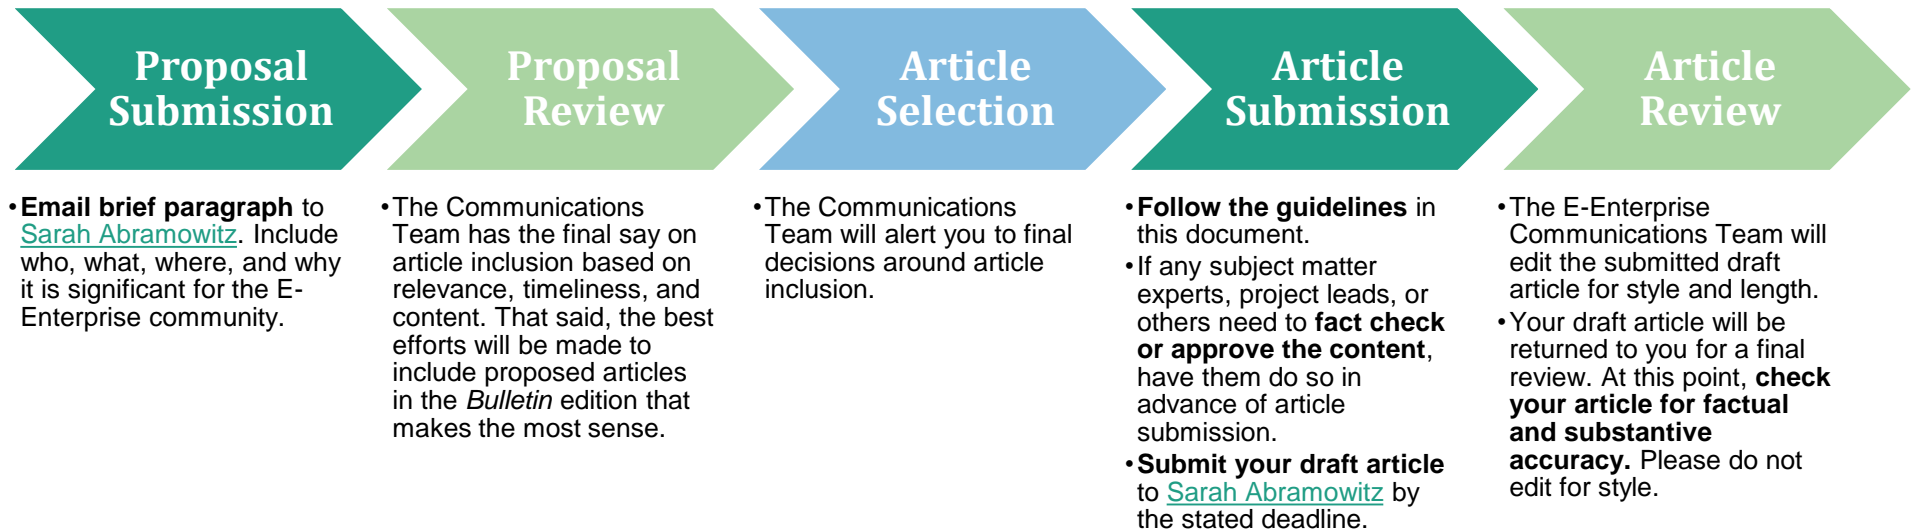 Proposal
Submission
•Email brief paragraph to
Sarah Abramowitz. Include
who, what, where, and why
it is significant for the E-
Enterprise community.
Proposal
Review
•The Communications
Team has the final say on
article inclusion based on
relevance, timeliness, and
content. That said, the best
efforts will be made to
include proposed articles
in the Bulletin edition that
makes the most sense.
Article
Selection
•The Communications
Team will alert you to final
decisions around article
inclusion.
Article
Submission
•Follow the guidelines in
this document.
•If any subject matter
experts, project leads, or
others need to fact check
or approve the content,
have them do so in
advance of article
submission.
•Submit your draft article
to Sarah Abramowitz by
the stated deadline.
Article
Review
•The E-Enterprise
Communications Team will
edit the submitted draft
article for style and length.
•Your draft article will be
returned to you for a final
review. At this point, check
your article for factual
and substantive
accuracy. Please do not
edit for style.